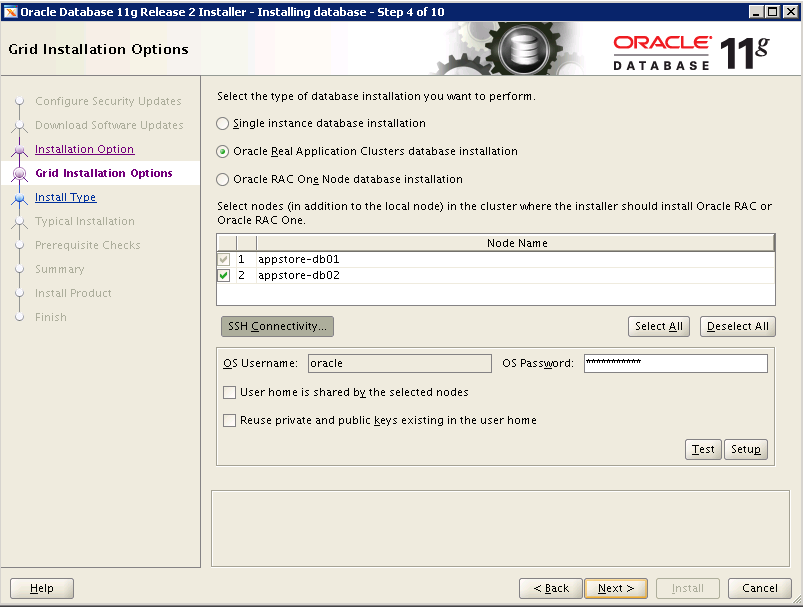 Oracle Database 11g Release 2 Installer - Installing database - Step 4 of 10
Grid Installation Options
ORACLE
DATABASE 11g
Configure Security Updates
Download Software Updates
Installation Option
Grid Installation Options
Install Type
Typical Installation
Prerequisite Checks
Summary
Install Product
Finish
Select the type of database installation you want to perform.
Single instance database installation
Oracle Real Application Clusters database installation
Oracle RAC One Node database installation
Select nodes (in addition to the local node) in the cluster where the installer should install Oracle RAC or
Oracle RAC One.
Node Name
1 appstore-db01
2 appstore-db02
SSH Connectivity... Select All Deselect All
OS Username: oracle OS Password: ***********
User home is shared by the selected nodes
Reuse private and public keys existing in the user home
Test Setup
Help < Back Next > Install Cancel